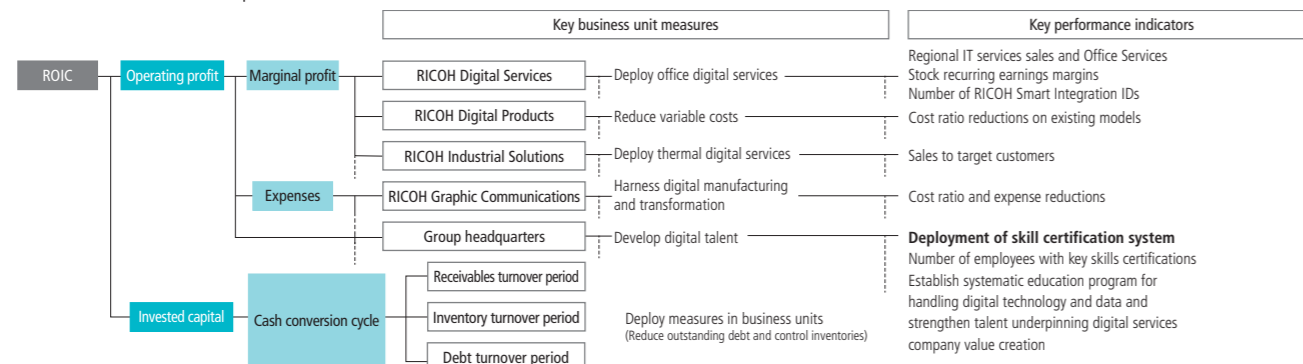 Key business unit measures
Key performance indicators
ROIC
Operating profit
Marginal profit
RICOH Digital Services
Deploy office digital services
Regional IT services sales and Office Services
Stock recurring earnings margins
Number of RICOH Smart Integration IDs
RICOH Digital Products
Reduce variable costs
Cost ratio reductions on existing models
RICOH Industrial Solutions
Deploy thermal digital services
Sales to target customers
Expenses
RICOH Graphic Communications
Harness digital manufacturing
and transformation
Cost ratio and expense reductions
Group headquarters
Develop digital talent
Deployment of skill certification system
Number of employees with key skills certifications
Establish systematic education program for
handling digital technology and data and
strengthen talent underpinning digital services
company value creation
Invested capital
Cash conversion cycle
Receivables turnover period
Inventory turnover period
Debt turnover period
Deploy measures in business units
(Reduce outstanding debt and control inventories)